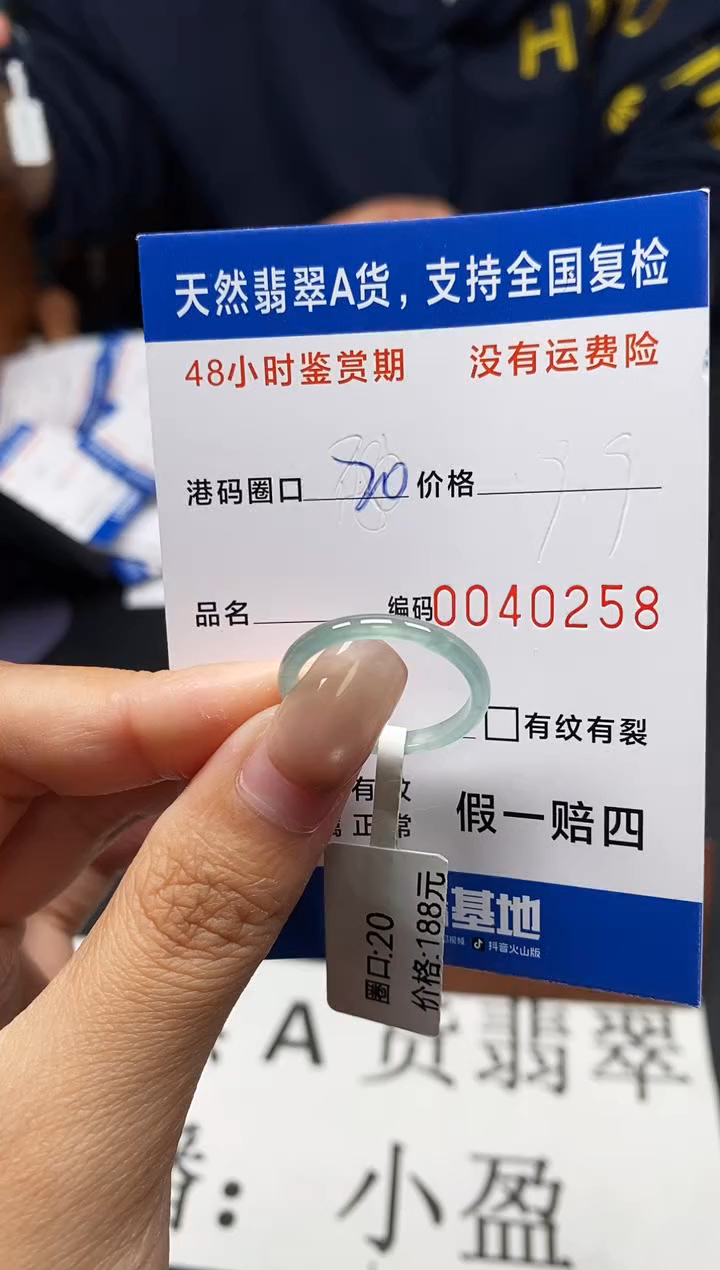 H
天然翡翠A货，支持全国复检
48小时鉴赏期 没有运费险
港码圈口 20 价格
品名 编码0040258
□有纹有裂
有
正常 假一赔四
基地
抖音火山版
圈口:20
价格:188元
A货翡翠
：小盈